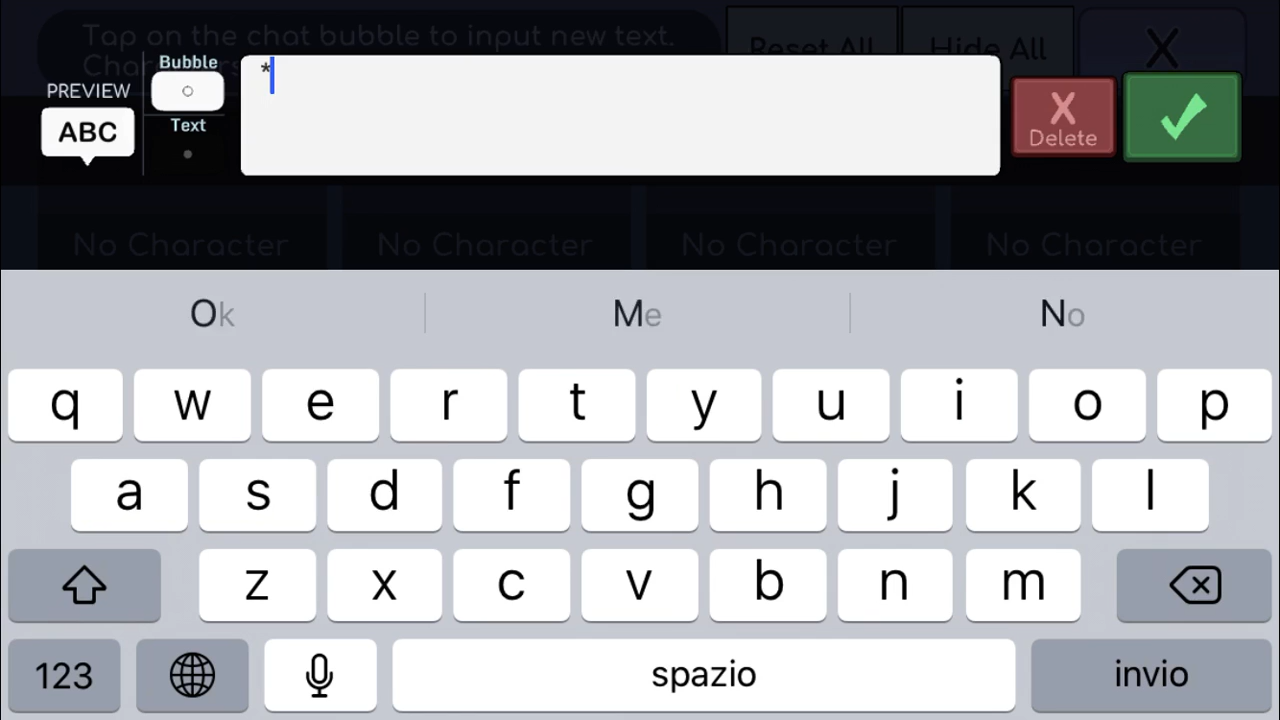 Tap on the chat bubble to input new text.
Reset All
Hide All
X
Bubble
PREVIEW
ABC
Text
*
X
Delete
No Character
No Character
No Character
No Character
Ok
Me
No
q w e r t y u i o p
a s d f g h j k l
z x c v b n m
123
spazio
invio